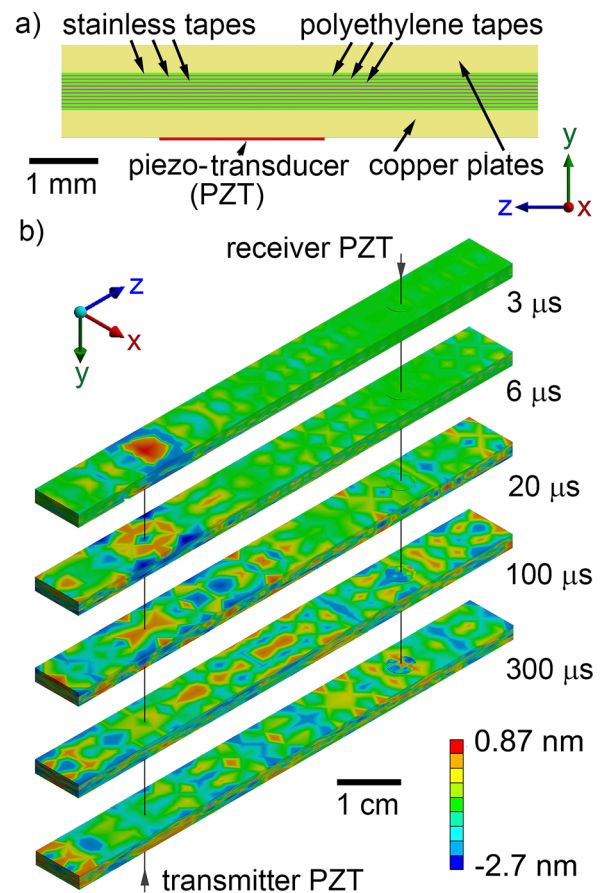 a)
stainless tapes
polyethylene tapes
piezo-transducer
(PZT)
copper plates
1 mm
y
z
x
b)
receiver PZT
z
x
y
3 μs
6 μs
20 μs
100 μs
300 μs
0.87 nm
-2.7 nm
1 cm
transmitter PZT